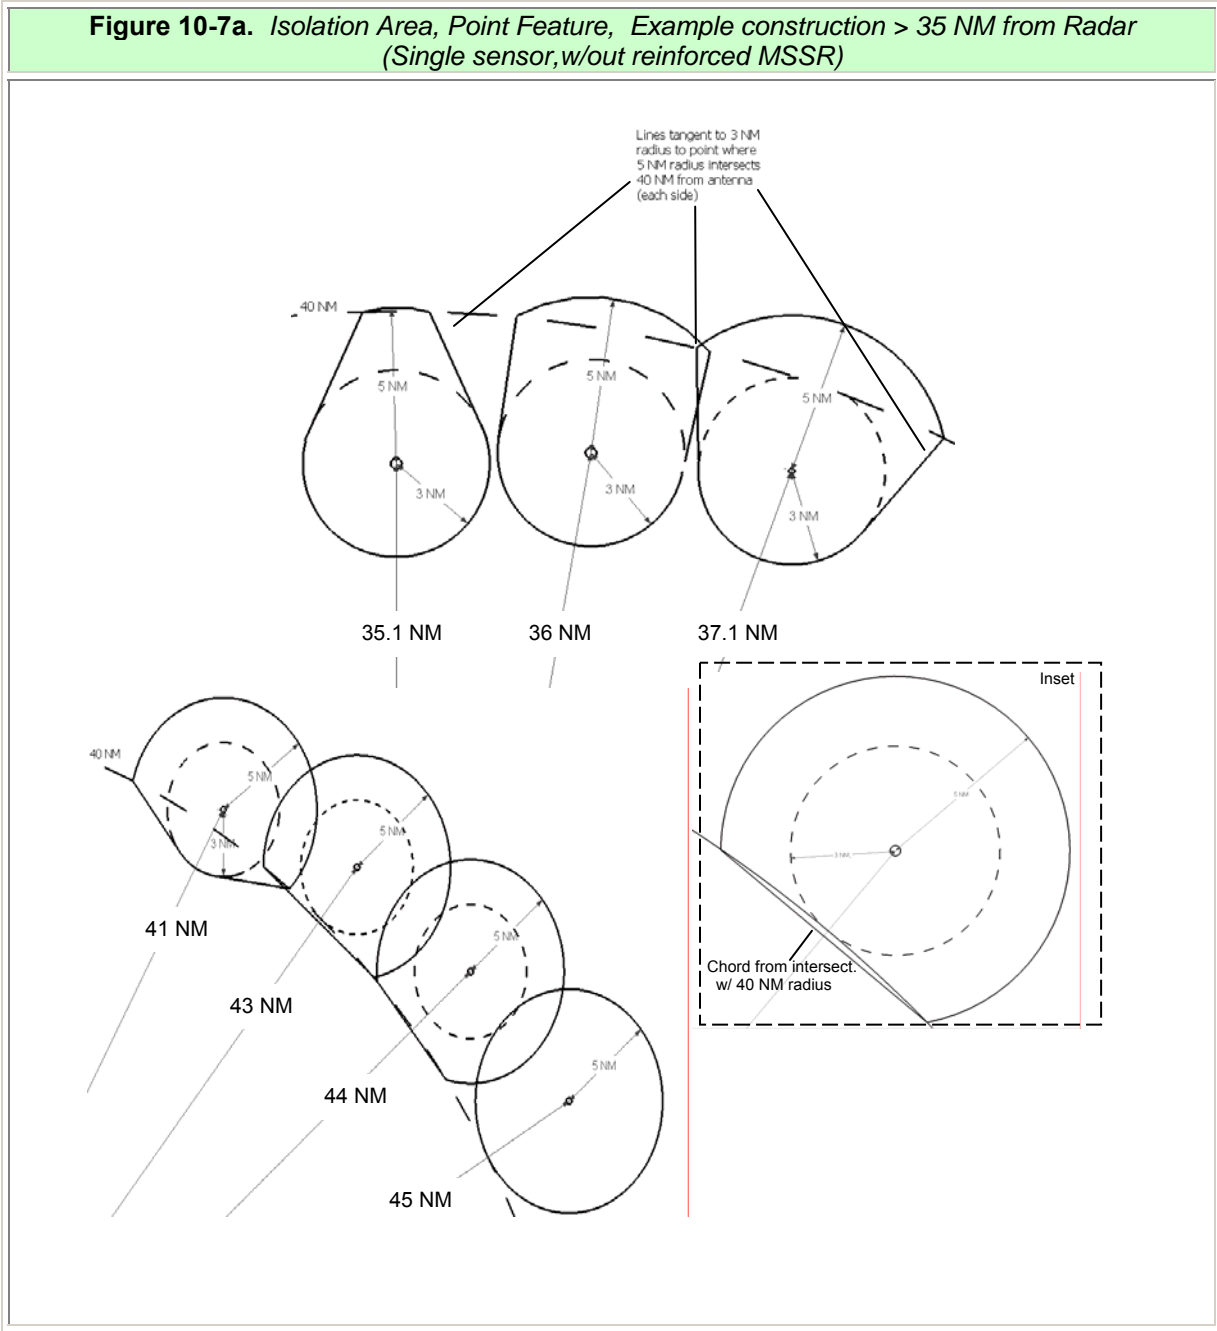 Figure 10-7a. Isolation Area, Point Feature, Example construction > 35 NM from Radar
(Single sensor,w/out reinforced MSSR)
Lines tangent to 3 NM
radius to point where
5 NM radius intersects
40 NM from antenna
(each side)
40 NM
5 NM
5 NM
5 NM
3 NM
3 NM
3 NM
35.1 NM
36 NM
37.1 NM
Inset
40 NM
5 NM
3 NM
5 NM
5 NM
5 NM
41 NM
43 NM
44 NM
45 NM
5 NM
3 NM
Chord from intersect.
w/ 40 NM radius